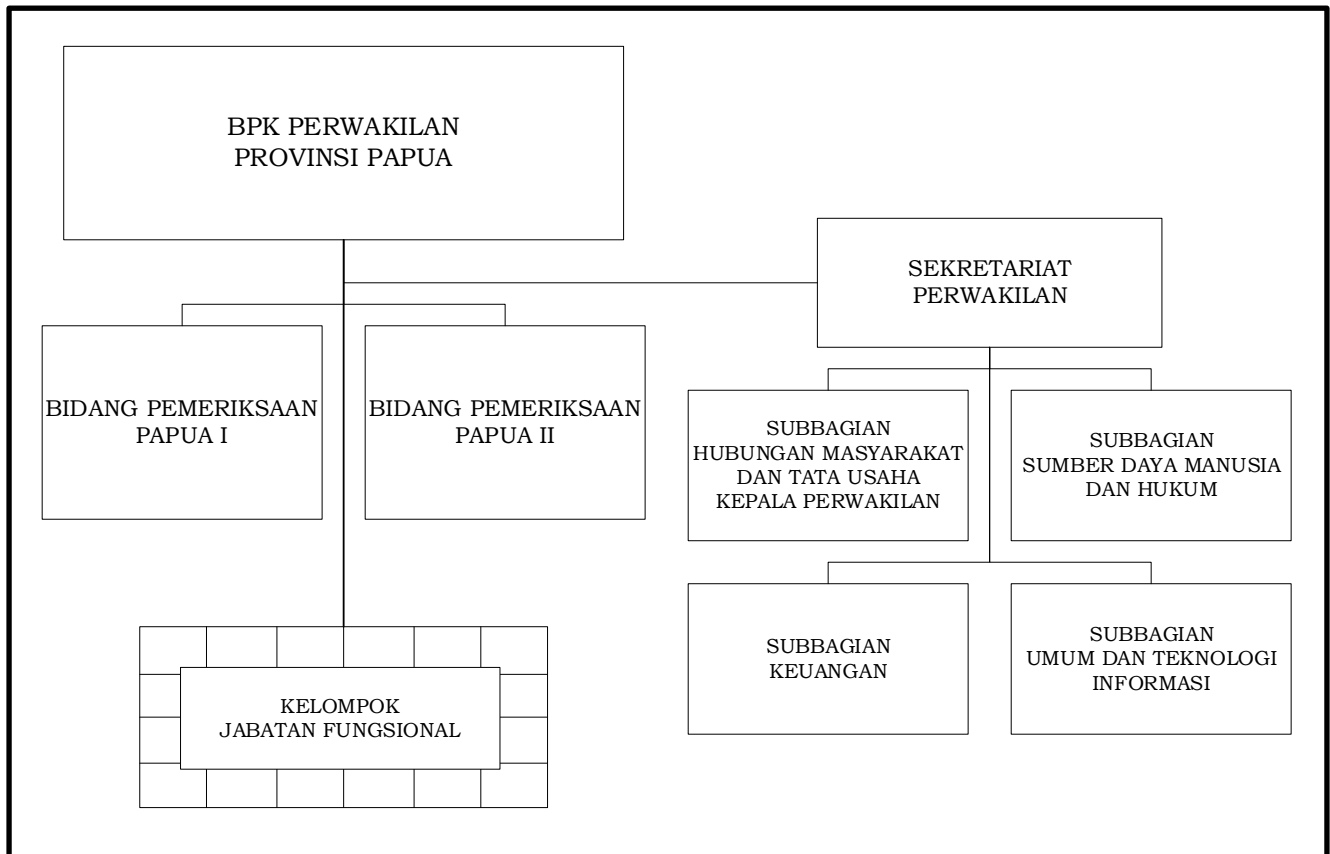 BPK PERWAKILAN
PROVINSI PAPUA
SEKRETARIAT
PERWAKILAN
BIDANG PEMERIKSAAN
PAPUA I
BIDANG PEMERIKSAAN
PAPUA II
SUBBAGIAN
HUBUNGAN MASYARAKAT
DAN TATA USAHA
KEPALA PERWAKILAN
SUBBAGIAN
SUMBER DAYA MANUSIA
DAN HUKUM
SUBBAGIAN
KEUANGAN
SUBBAGIAN
UMUM DAN TEKNOLOGI
INFORMASI
KELOMPOK
JABATAN FUNGSIONAL